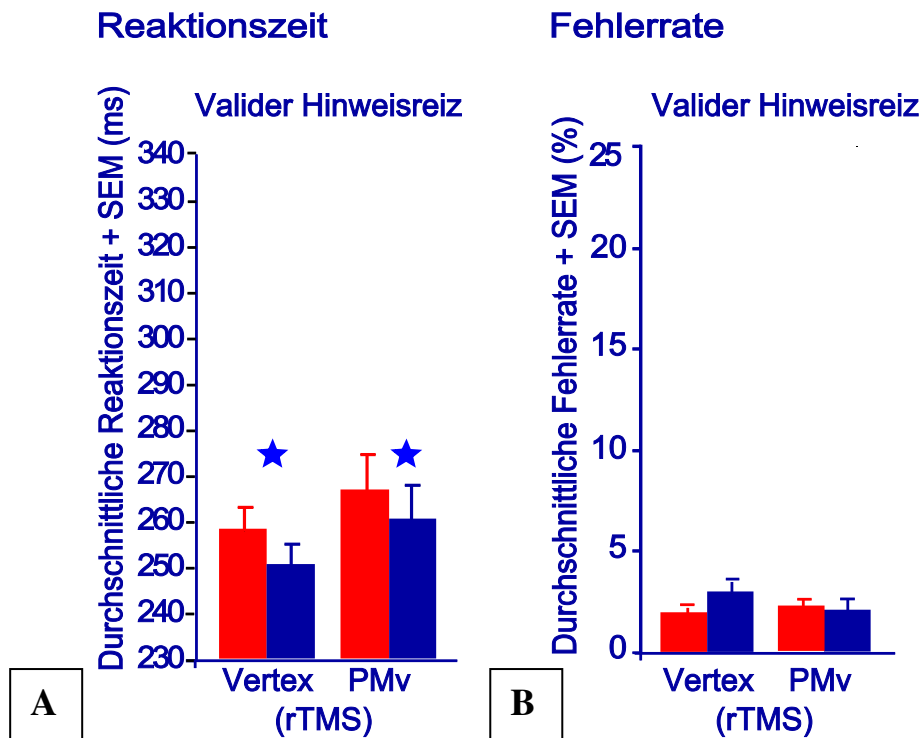 Reaktionszeit
Valider Hinweisreiz
Durchschnittliche Reaktionszeit + SEM (ms)
340
330
320
310
300
290
280
270
260
250
240
230
Vertex PMv
(rTMS)
A
Fehlerrate
Valider Hinweisreiz
Durchschnittliche Fehlerrate + SEM (%)
25
20
15
10
5
0
Vertex PMv
(rTMS)
B